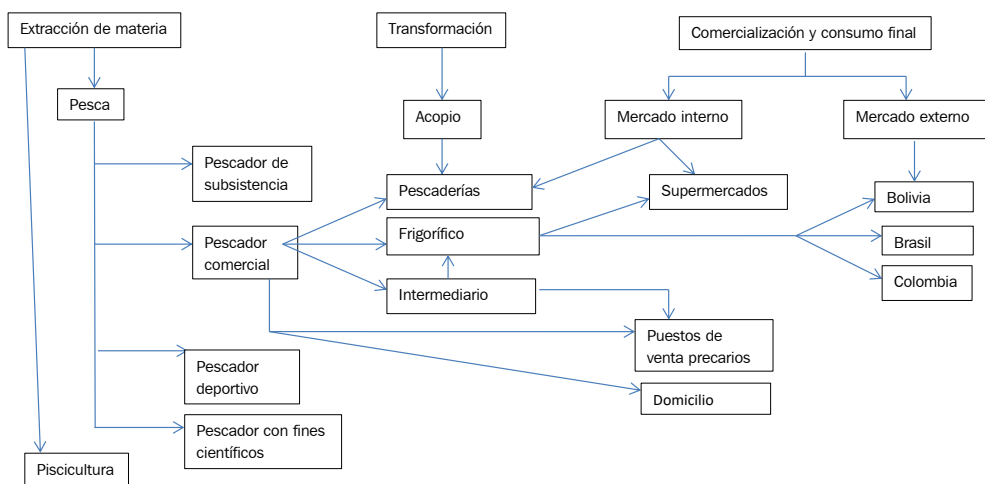 Extracción de materia
Transformación
Comercialización y consumo final
Pesca
Acopio
Mercado interno
Mercado externo
Pescador de
subsistencia
Pescaderías
Supermercados
Bolivia
Pescador
comercial
Frigorífico
Brasil
Intermediario
Colombia
Puestos de
venta precarios
Pescador
deportivo
Domicilio
Pescador con fines
científicos
Piscicultura